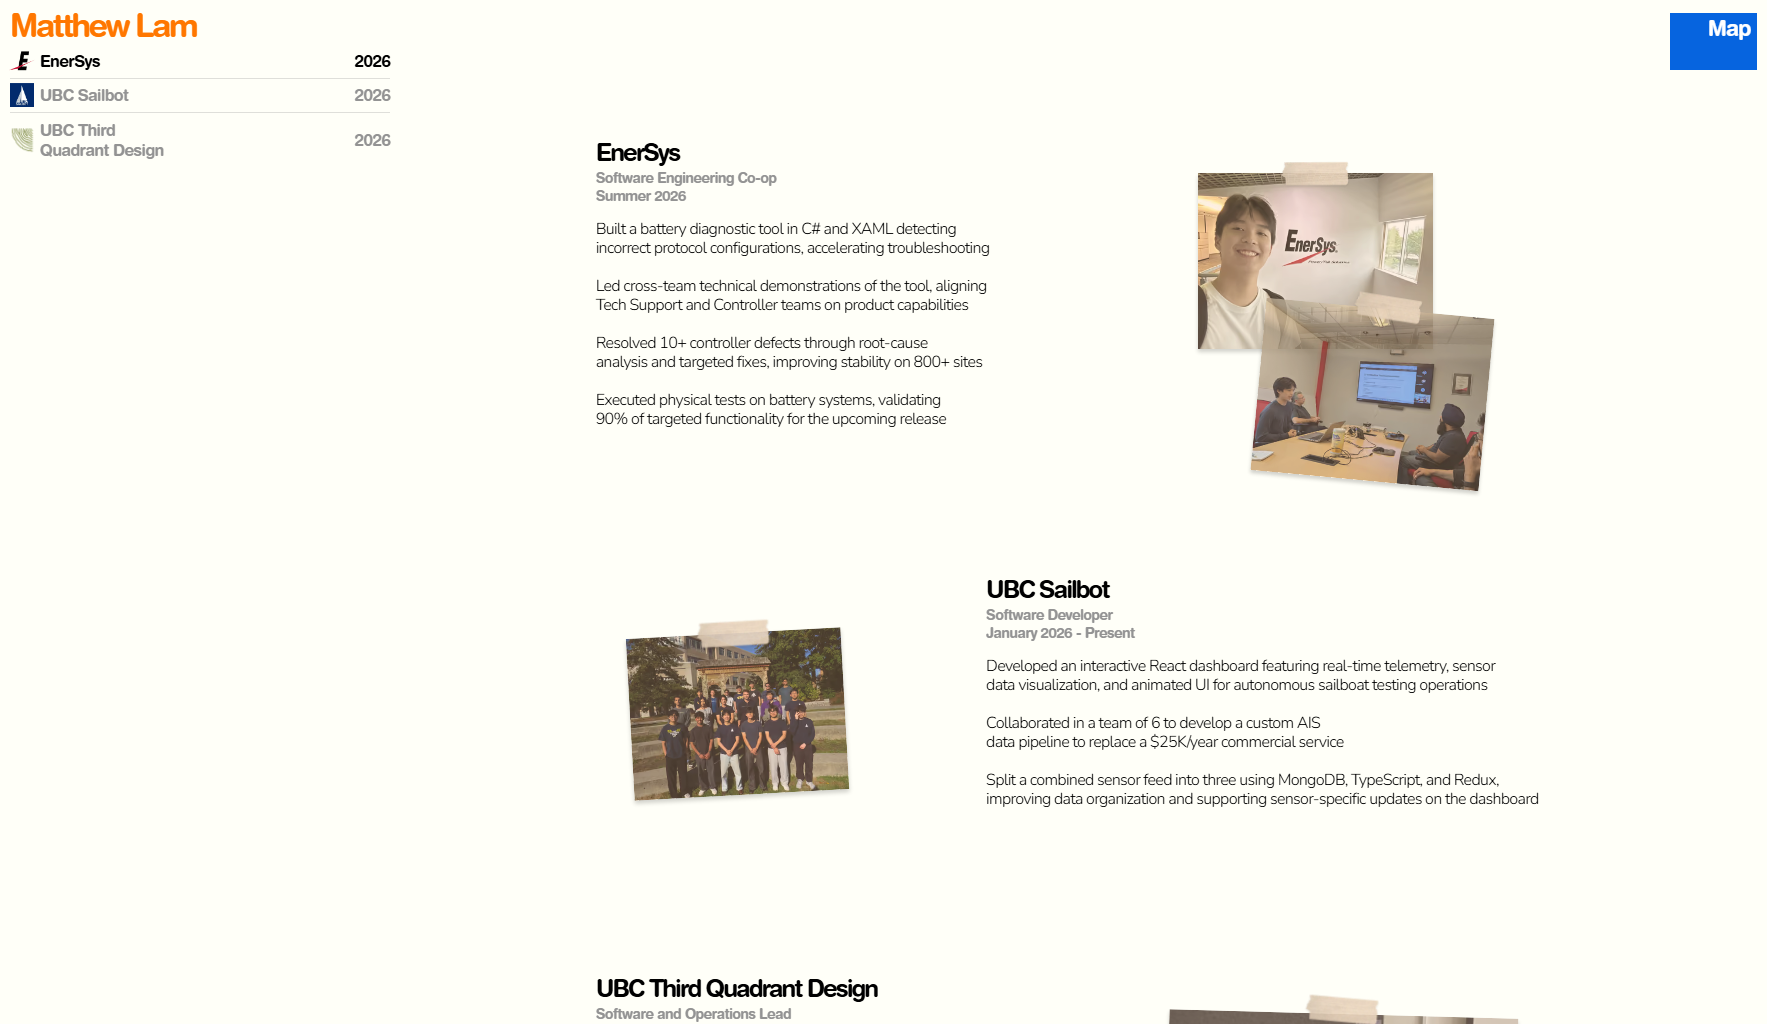 Matthew Lam
EnerSys 2026
UBC Sailbot 2026
UBC Third
Quadrant Design 2026
Map
EnerSys
Software Engineering Co-op
Summer 2026
Built a battery diagnostic tool in C# and XAML detecting
incorrect protocol configurations, accelerating troubleshooting
Led cross-team technical demonstrations of the tool, aligning
Tech Support and Controller teams on product capabilities
Resolved 10+ controller defects through root-cause
analysis and targeted fixes, improving stability on 800+ sites
Executed physical tests on battery systems, validating
90% of targeted functionality for the upcoming release
EnerSys
UBC Sailbot
Software Developer
January 2026 - Present
Developed an interactive React dashboard featuring real-time telemetry, sensor
data visualization, and animated UI for autonomous sailboat testing operations
Collaborated in a team of 6 to develop a custom AIS
data pipeline to replace a $25K/year commercial service
Split a combined sensor feed into three using MongoDB, TypeScript, and Redux,
improving data organization and supporting sensor-specific updates on the dashboard
UBC Third Quadrant Design
Software and Operations Lead